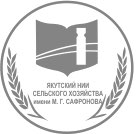 ЯКУТСКИЙ НИИ
СЕЛЬСКОГО ХОЗЯЙСТВА
ИМЕНИ М. Г. САФРОНОВА